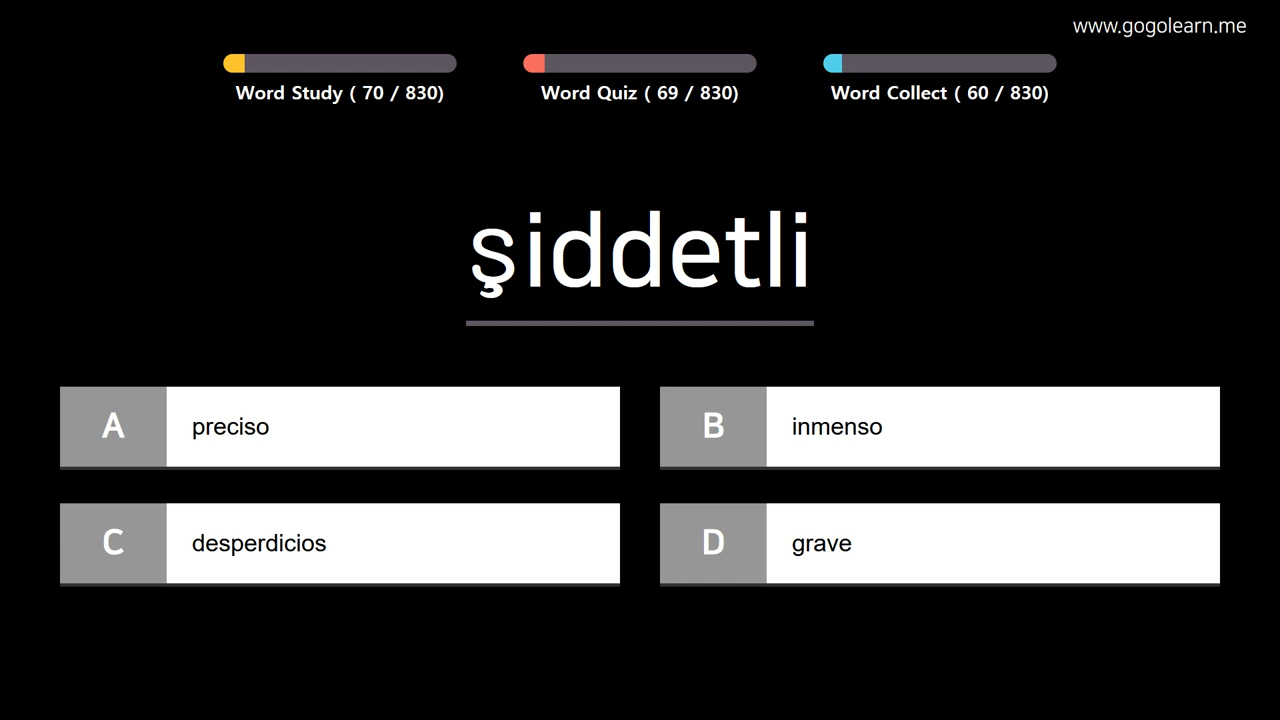 www.gogolearn.me
Word Study ( 70 / 830)
Word Quiz ( 69 / 830)
Word Collect ( 60 / 830)
şiddetli
A preciso
B inmenso
C desperdicios
D grave